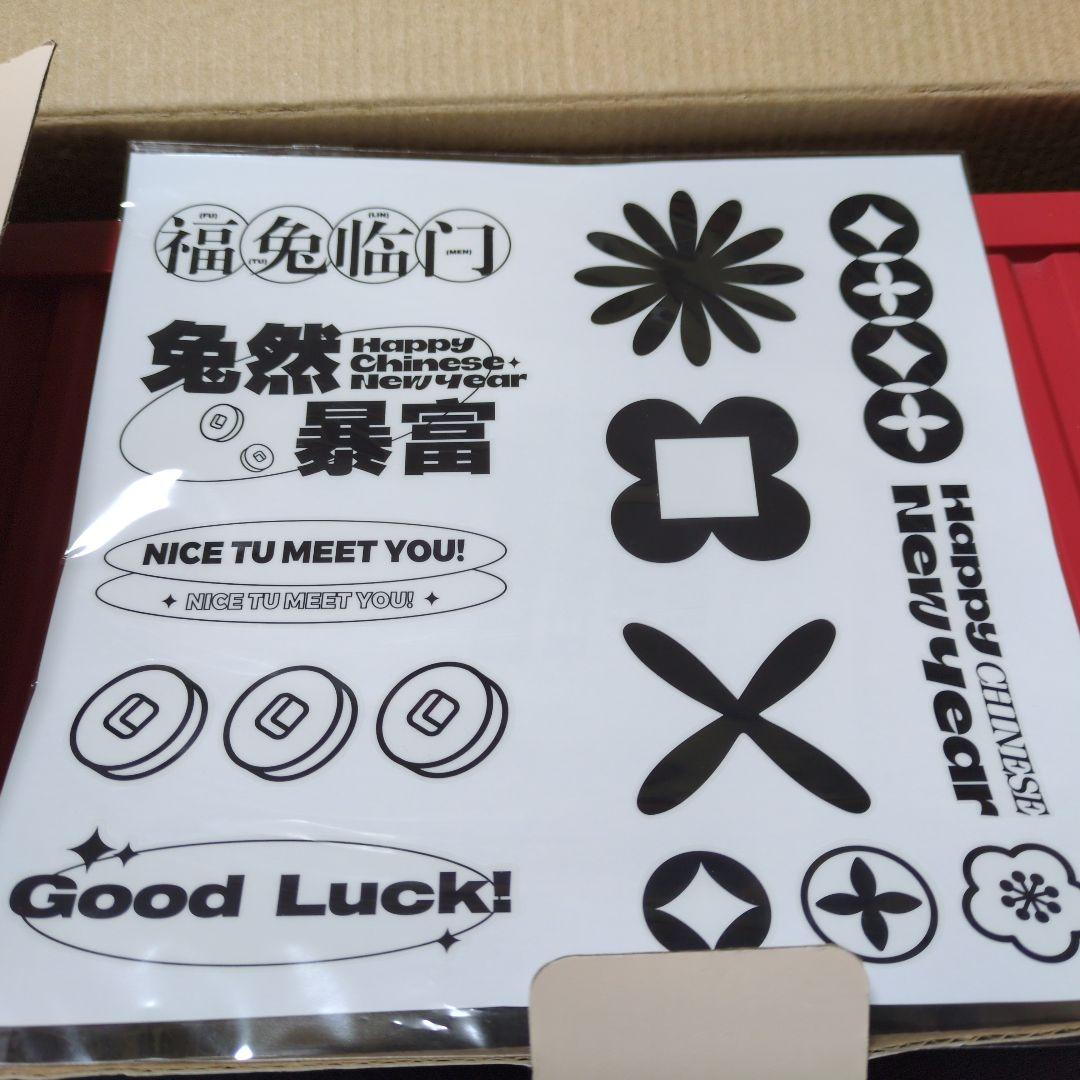 福兔临门
(FU) (TU) (LIN) (MEN)
兔然
Happy
Chinese
New Year
暴富
NICE TU MEET YOU!
NICE TU MEET YOU!
Good Luck!
Happy CHINESE
New Year